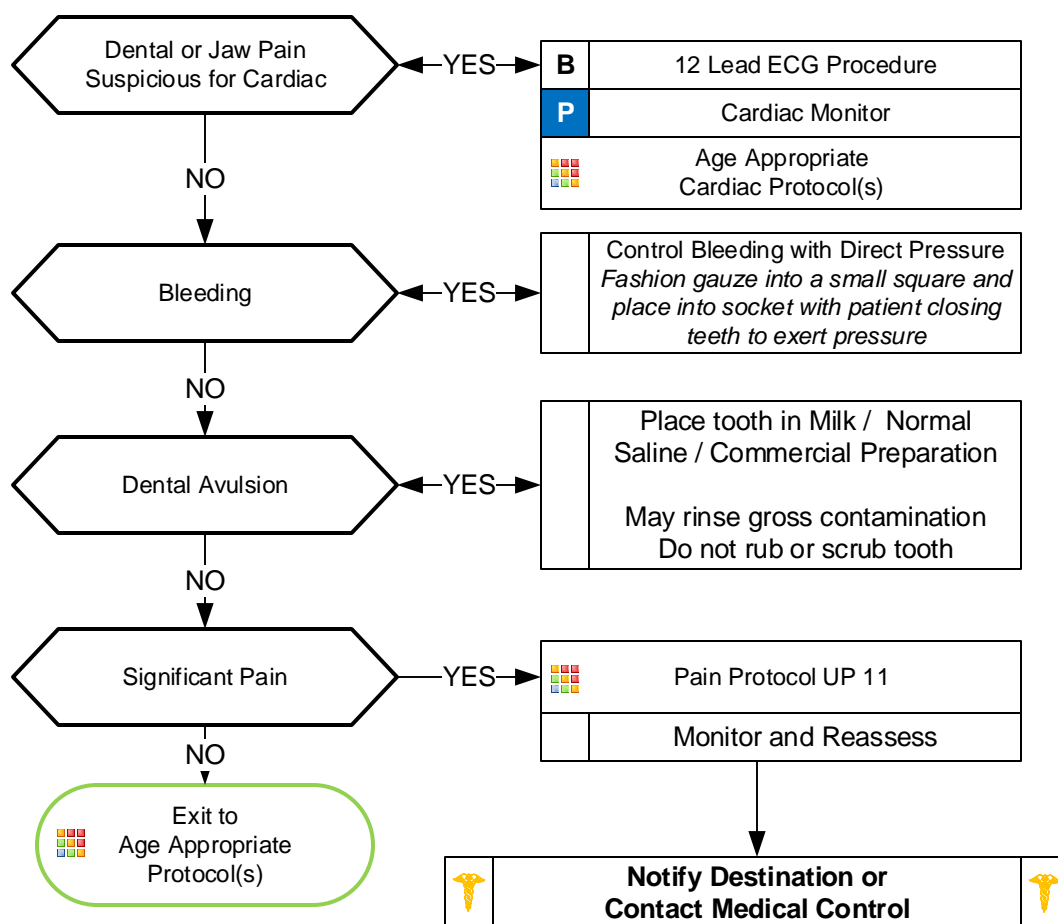 Dental or Jaw Pain
Suspicious for Cardiac
YES
B
12 Lead ECG Procedure
P
Cardiac Monitor
Age Appropriate
Cardiac Protocol(s)
NO
Bleeding
YES
Control Bleeding with Direct Pressure
Fashion gauze into a small square and
place into socket with patient closing
teeth to exert pressure
NO
Dental Avulsion
YES
Place tooth in Milk / Normal
Saline / Commercial Preparation
May rinse gross contamination
Do not rub or scrub tooth
NO
Significant Pain
YES
Pain Protocol UP 11
Monitor and Reassess
NO
Exit to
Age Appropriate
Protocol(s)
Notify Destination or
Contact Medical Control